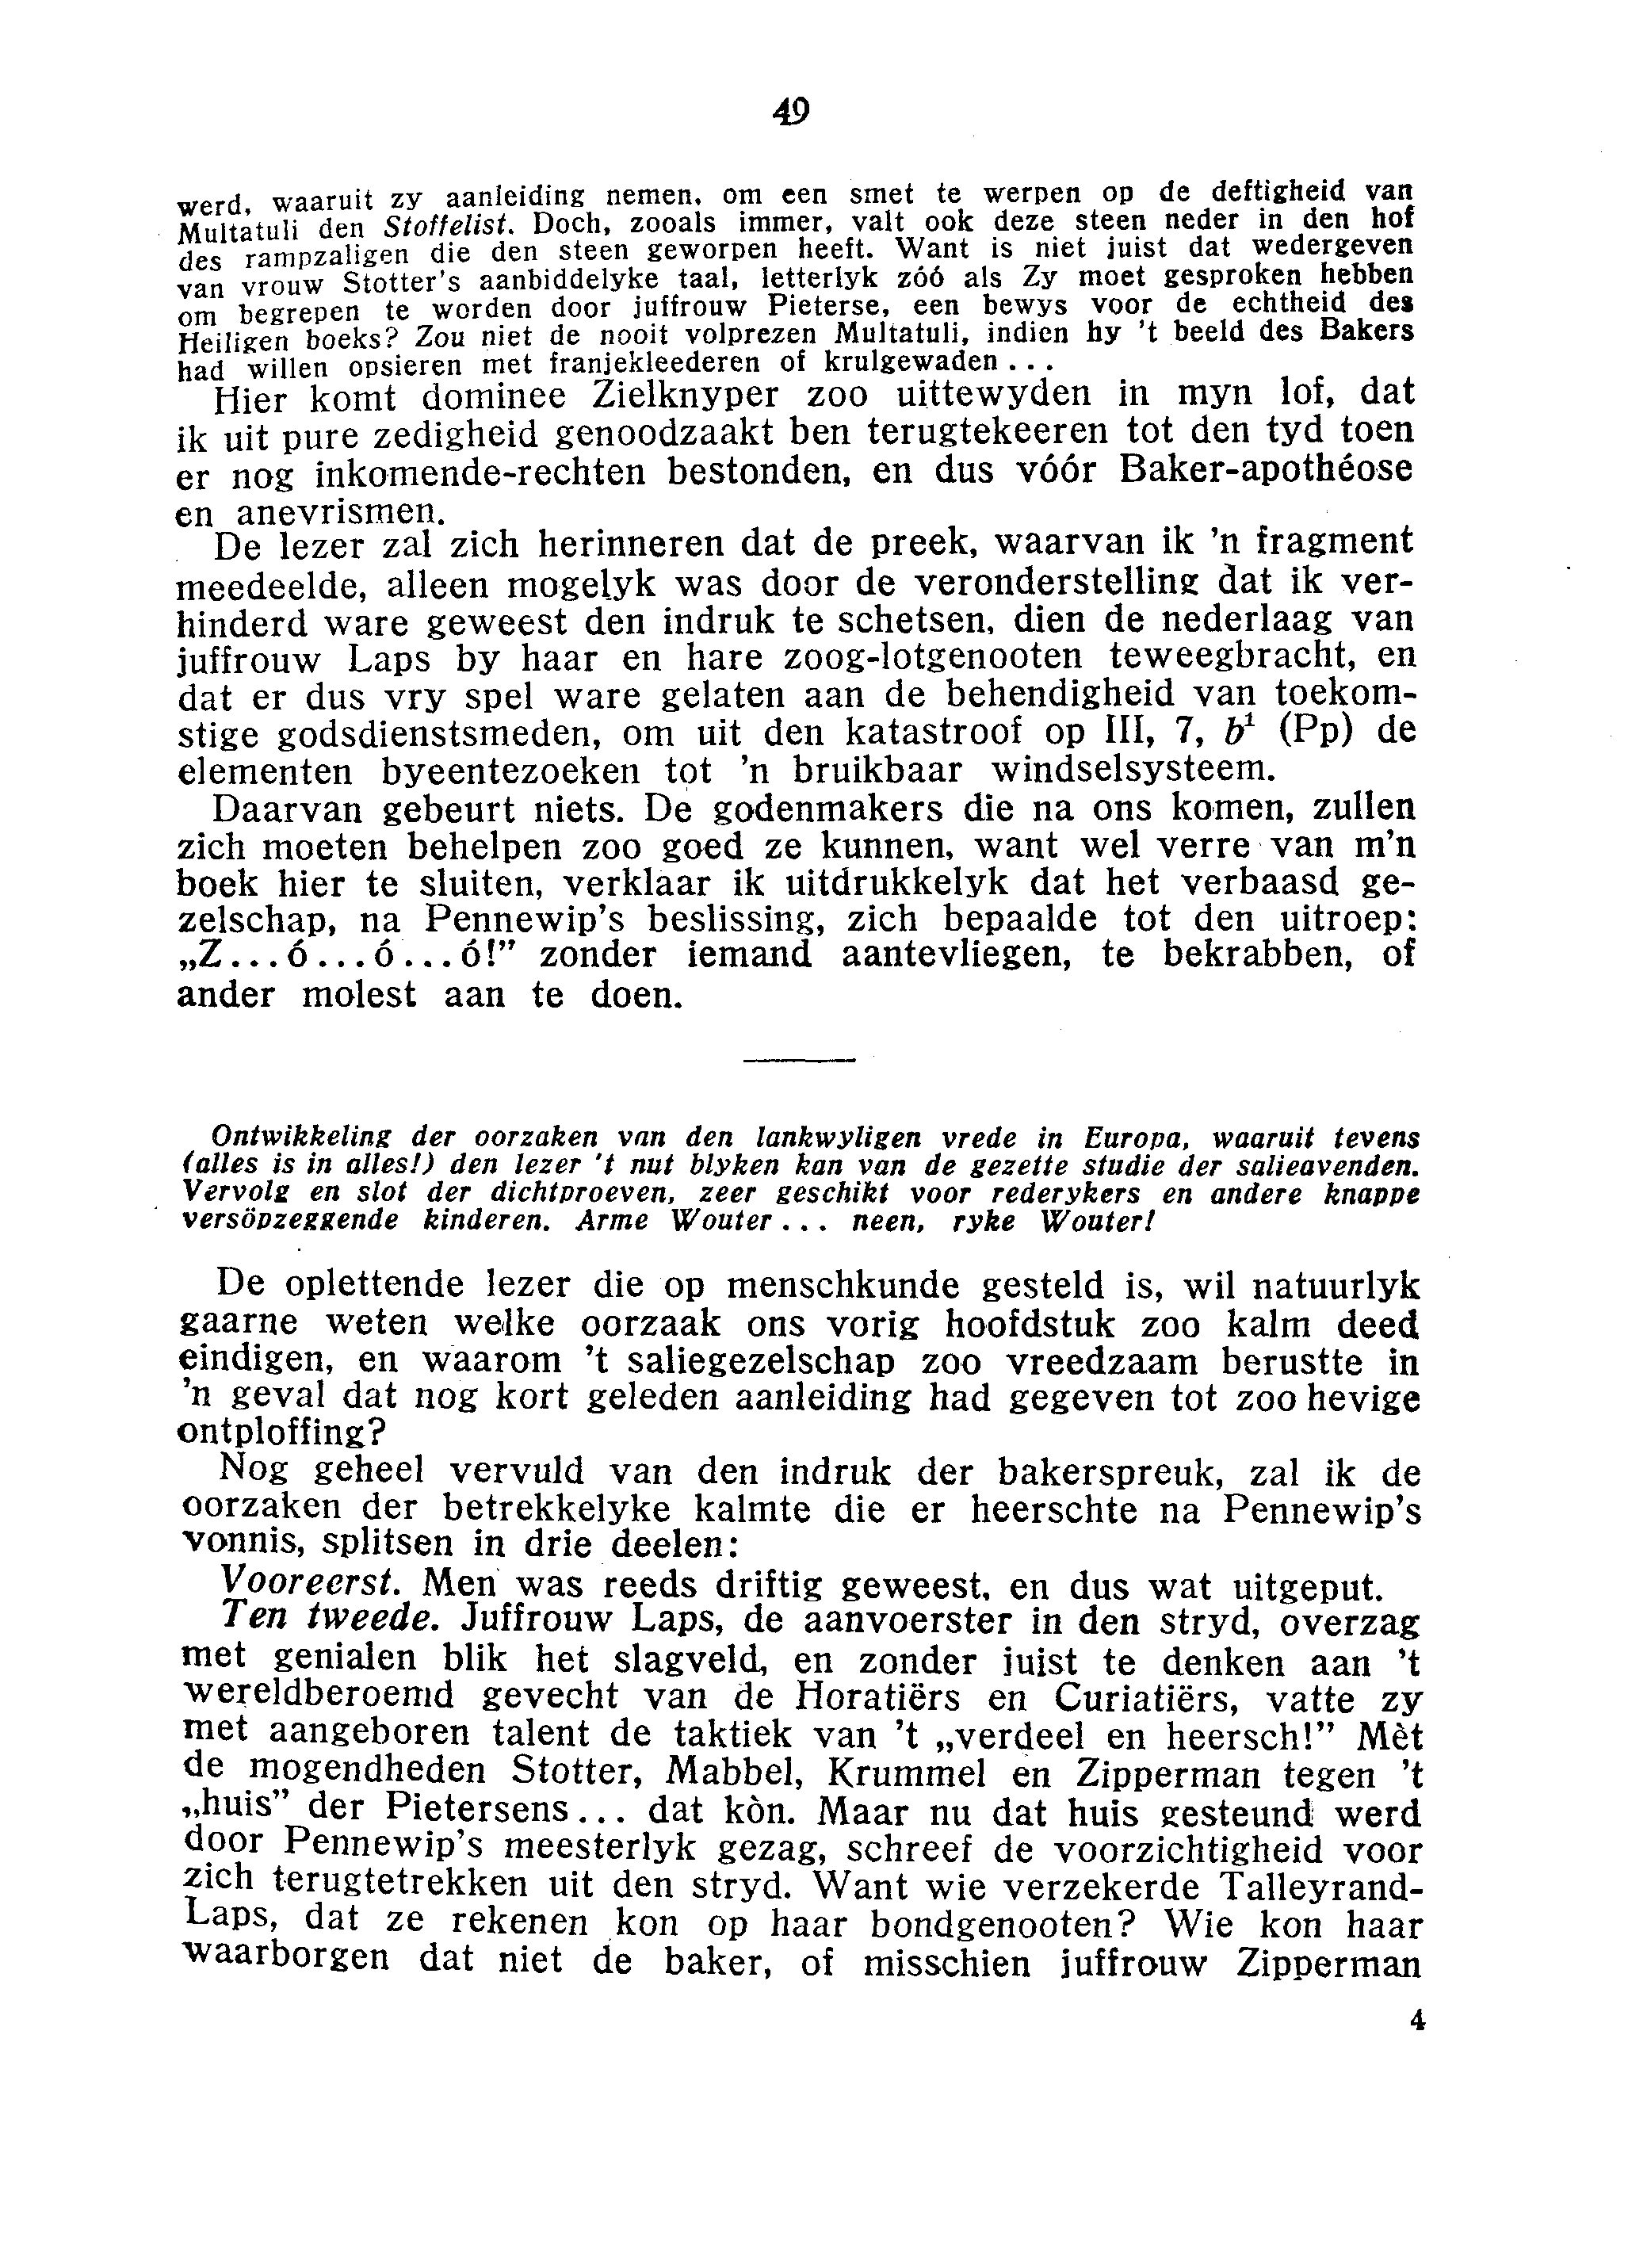 49
werd, waaruit zy aanleiding nemen, om een smet te werpen op de deftigheid van
Multatuli den Stoffelist. Doch, zooals immer, valt ook deze steen neder in den hof
des rampzaligen die den steen geworpen heeft. Want is niet juist dat wedergeven
van vrouw Stotter's aanbiddelyke taal, letterlyk zóó als Zy moet gesproken hebben
om begrepen te worden door juffrouw Pieterse, een bewys voor de echtheid des
Heiligen boeks? Zou niet de nooit volprezen Multatuli, indien hy 't beeld des Bakers
had willen opsieren met franjekleederen of krulgewaden ...
Hier komt dominee Zielknyper zoo uittewyden in myn lof, dat
ik uit pure zedigheid genoodzaakt ben terugtekeeren tot den tyd toen
er nog inkomende-rechten bestonden, en dus vóór Baker-apothéose
en anevrismen.
De lezer zal zich herinneren dat de preek, waarvan ik 'n fragment
meedeelde, alleen mogelyk was door de veronderstelling dat ik ver-
hinderd ware geweest den indruk te schetsen, dien de nederlaag van
juffrouw Laps by haar en hare zoog-lotgenooten teweegbracht, en
dat er dus vry spel ware gelaten aan de behendigheid van toekom-
stige godsdienstsmeden, om uit den katastroof op III, 7, b¹ (Pp) de
elementen byeentezoeken tot 'n bruikbaar windselsysteem.
Daarvan gebeurt niets. De godenmakers die na ons komen, zullen
zich moeten behelpen zoo goed ze kunnen, want wel verre van m'n
boek hier te sluiten, verklaar ik uitdrukkelyk dat het verbaasd ge-
zelschap, na Pennewip's beslissing, zich bepaalde tot den uitroep:
„Z...ó...ó...ó!” zonder iemand aantevliegen, te bekrabben, of
ander molest aan te doen.
Ontwikkeling der oorzaken van den lankwyligen vrede in Europa, waaruit tevens
(alles is in alles!) den lezer 't nut blyken kan van de gezette studie der salieavenden.
Vervolg en slot der dichtproeven, zeer geschikt voor rederykers en andere knappe
versöpzeggende kinderen. Arme Wouter... neen, ryke Wouter!
De oplettende lezer die op menschkunde gesteld is, wil natuurlyk
gaarne weten welke oorzaak ons vorig hoofdstuk zoo kalm deed
eindigen, en waarom 't saliegezelschap zoo vreedzaam berustte in
'n geval dat nog kort geleden aanleiding had gegeven tot zoo hevige
ontploffing?
Nog geheel vervuld van den indruk der bakerspreuk, zal ik de
oorzaken der betrekkelyke kalmte die er heerschte na Pennewip's
vonnis, splitsen in drie deelen:
Vooreerst. Men was reeds driftig geweest, en dus wat uitgeput.
Ten tweede. Juffrouw Laps, de aanvoerster in den stryd, overzag
met genialen blik het slagveld, en zonder juist te denken aan 't
wereldberoemd gevecht van de Horatiërs en Curiatiërs, vatte zy
met aangeboren talent de taktiek van 't „verdeel en heersch!” Mèt
de mogendheden Stotter, Mabbel, Krummel en Zipperman tegen 't
„huis” der Pietersens... dat kòn. Maar nu dat huis gesteund werd
door Pennewip's meesterlyk gezag, schreef de voorzichtigheid voor
zich terugtetrekken uit den stryd. Want wie verzekerde Talleyrand-
Laps, dat ze rekenen kon op haar bondgenooten? Wie kon haar
waarborgen dat niet de baker, of misschien juffrouw Zipperman
4